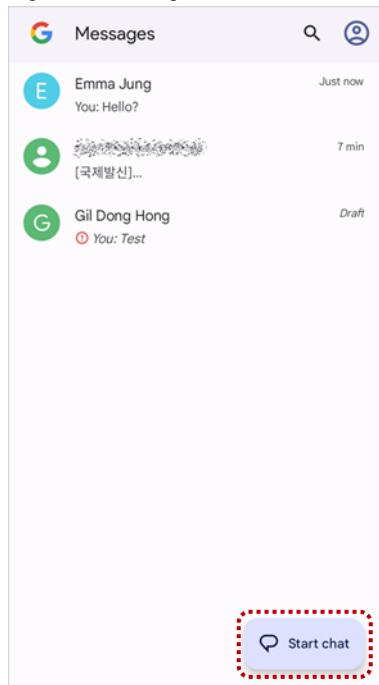 G Messages
E Emma Jung Just now
You: Hello?
7 min
[국제발신]...
G Gil Dong Hong Draft
You: Test
Start chat